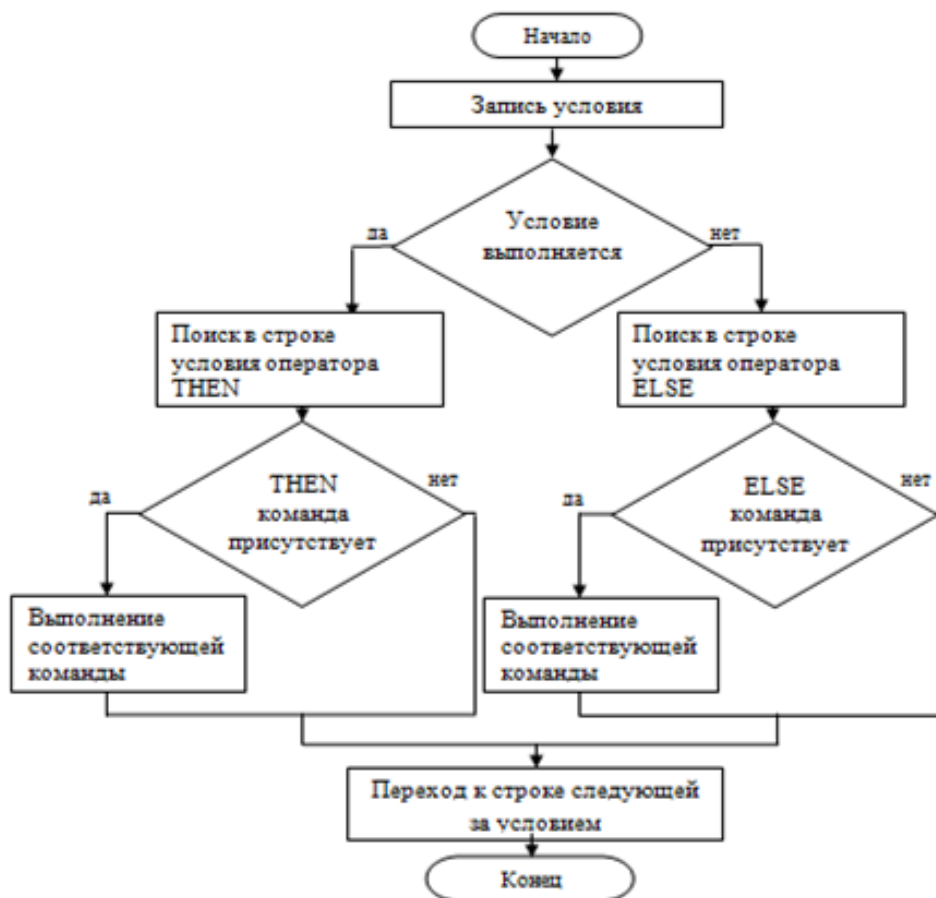 Начало
Запись условия
Условие
выполняется
да
нет
Поиск в строке
условия оператора
THEN
Поиск в строке
условия оператора
ELSE
THEN
команда
присутствует
да
нет
ELSE
команда
присутствует
да
нет
Выполнение
соответствующей
команды
Выполнение
соответствующей
команды
Переход к строке следующей
за условием
Конец